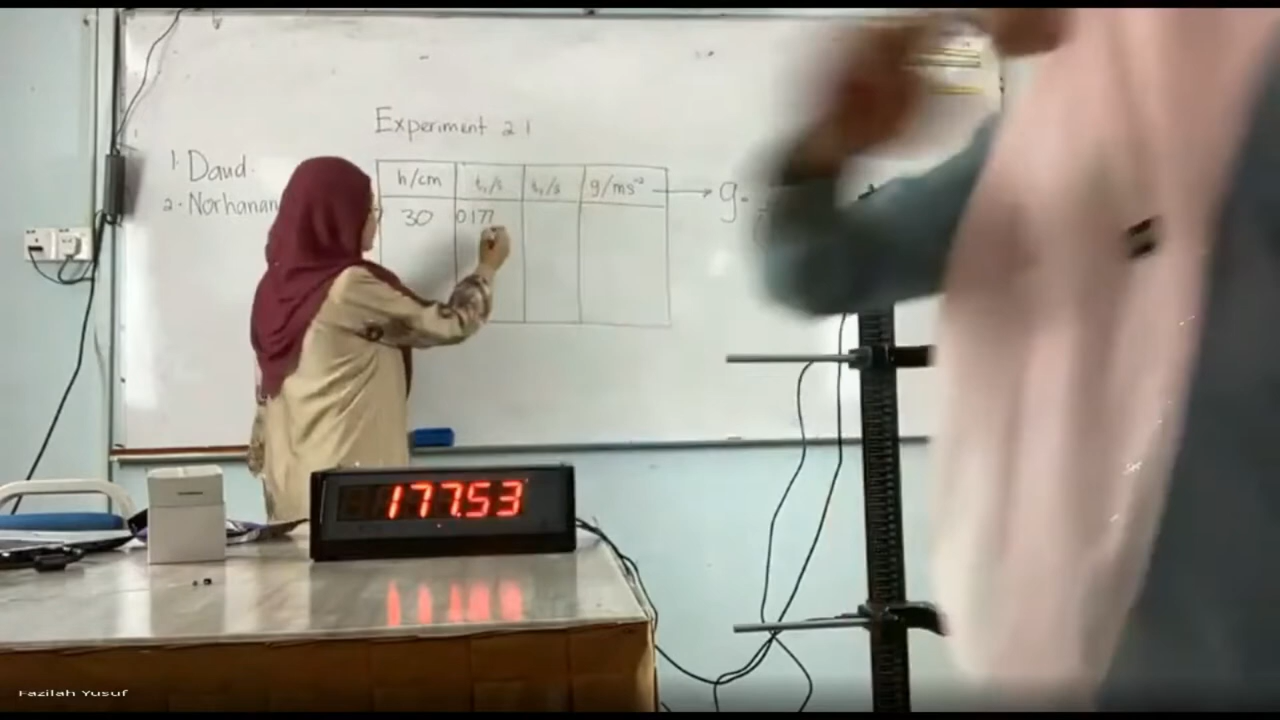 Experiment 2.1
1. Daud
2. Norhanan
h/cm t₁/s t₂/s g/ms⁻² → g =
30 0.177
177.53
Fazilah Yusuf